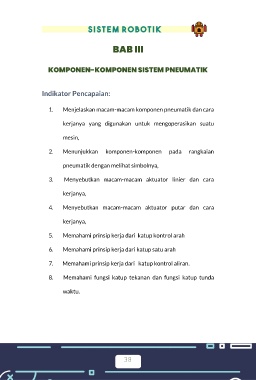 SISTEM ROBOTIK
BAB III
KOMPONEN-KOMPONEN SISTEM PNEUMATIK
Indikator Pencapaian:
1. Menjelaskan macam-macam komponen pneumatik dan cara
kerjanya yang digunakan untuk mengoperasikan suatu
mesin,
2. Menunjukkan komponen-komponen pada rangkaian
pneumatik dengan melihat simbolnya,
3. Menyebutkan macam-macam aktuator linier dan cara
kerjanya,
4. Menyebutkan macam-macam aktuator putar dan cara
kerjanya,
5. Memahami prinsip kerja dari katup kontrol arah
6. Memahami prinsip kerja dari katup satu arah
7. Memahami prinsip kerja dari katup kontrol aliran.
8. Memahami fungsi katup tekanan dan fungsi katup tunda
waktu.
38